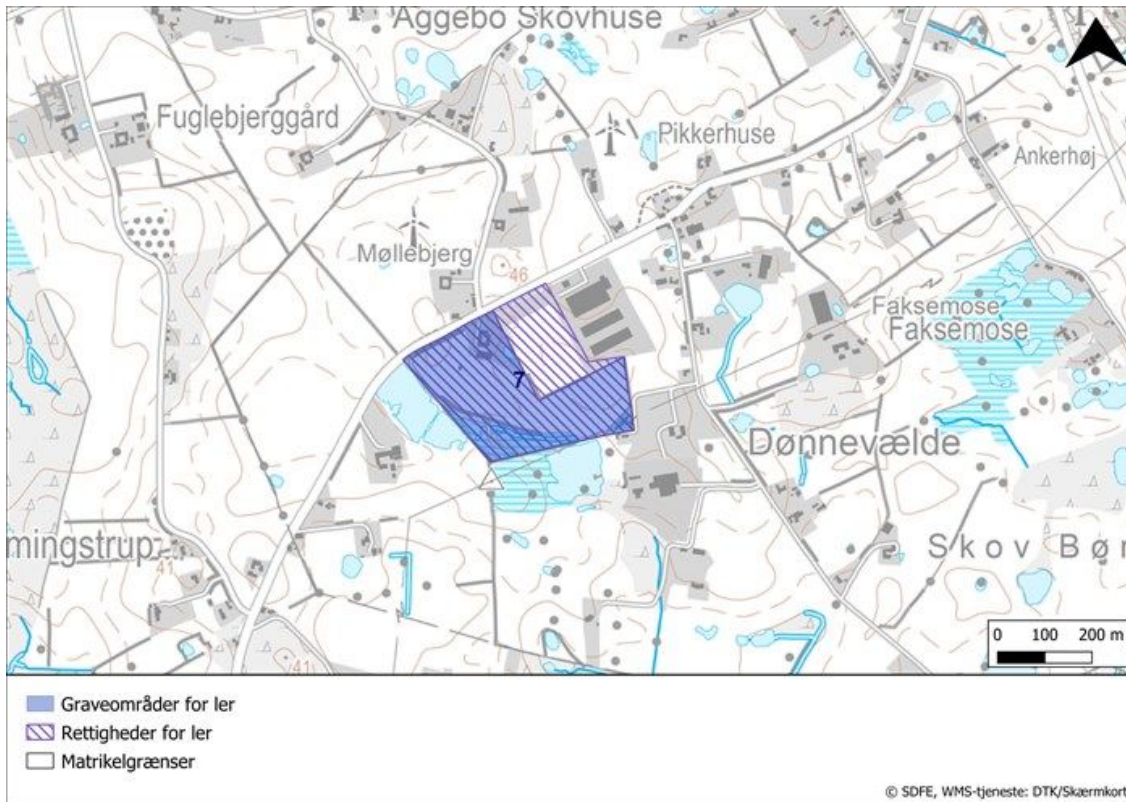 Aggebo Skovhuse
Fuglebjerggård
Pikkerhuse
Ankerhøj
Møllebjerg
46
Faksemose
Faksemose
7
Dønnevælde
mingstrup
41
Skov Bør
41
0 100 200 m
Graveområder for ler
Rettigheder for ler
Matrikelgrænser
© SDFE, WMS-tjeneste: DTK/Skærmkort